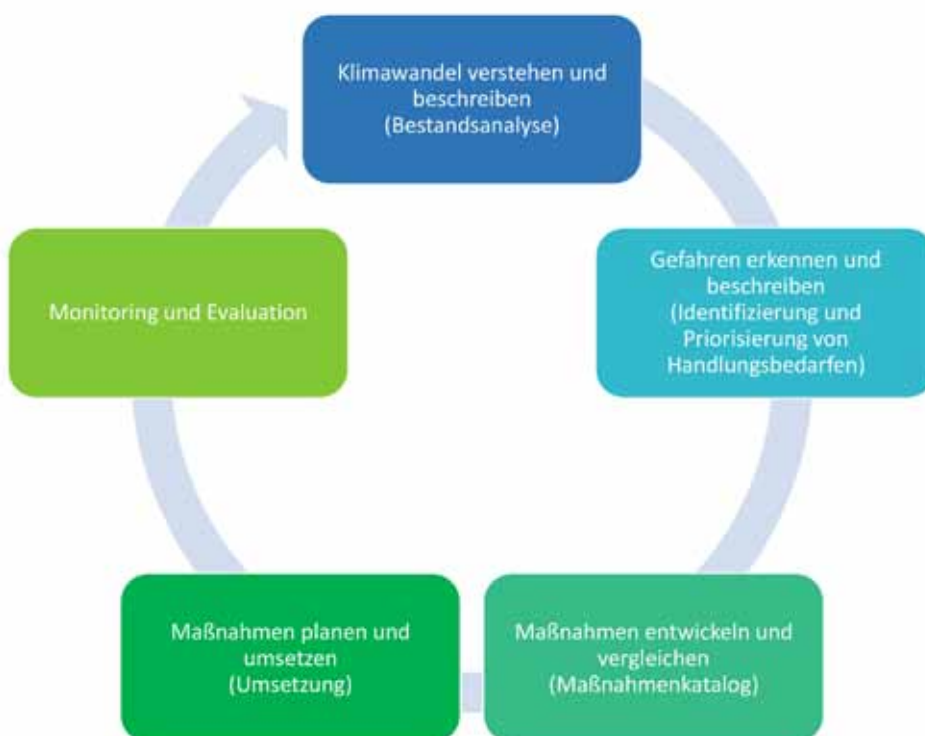 Klimawandel verstehen und
beschreiben
(Bestandsanalyse)
Gefahren erkennen und
beschreiben
(Identifizierung und
Priorisierung von
Handlungsbedarfen)
Maßnahmen entwickeln und
vergleichen
(Maßnahmenkatalog)
Maßnahmen planen und
umsetzen
(Umsetzung)
Monitoring und Evaluation